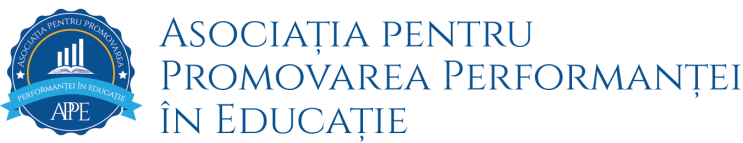 ASOCIAȚIA PENTRU PROMOVAREA
PERFORMANȚEI ÎN EDUCAȚIE
APPE
ASOCIAȚIA PENTRU
PROMOVAREA PERFORMANȚEI
ÎN EDUCAȚIE